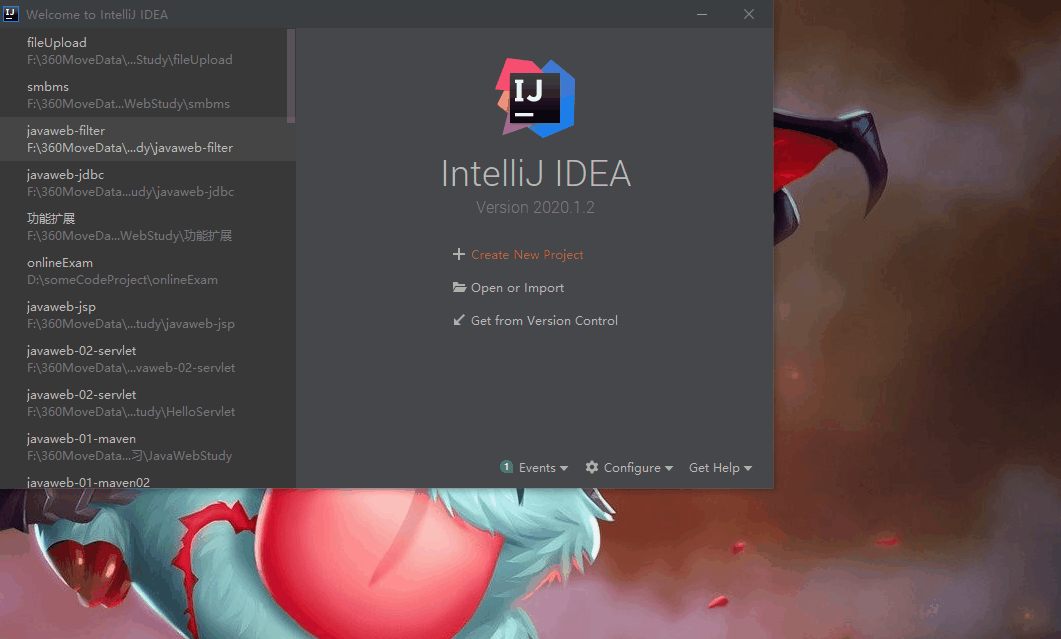 Welcome to IntelliJ IDEA
fileUpload
F:\360MoveData\...Study\fileUpload
smbms
F:\360MoveDat...WebStudy\smbms
javaweb-filter
F:\360MoveData\...dy\javaweb-filter
javaweb-jdbc
F:\360MoveData...udy\javaweb-jdbc
功能扩展
F:\360MoveDa...WebStudy\功能扩展
onlineExam
D:\someCodeProject\onlineExam
javaweb-jsp
F:\360MoveData\...tudy\javaweb-jsp
javaweb-02-servlet
F:\360MoveData\...vaweb-02-servlet
javaweb-02-servlet
F:\360MoveData\...tudy\HelloServlet
javaweb-01-maven
F:\360MoveData...习\JavaWebStudy
javaweb-01-maven02
IJ
IntelliJ IDEA
Version 2020.1.2
Create New Project
Open or Import
Get from Version Control
1 Events
Configure
Get Help